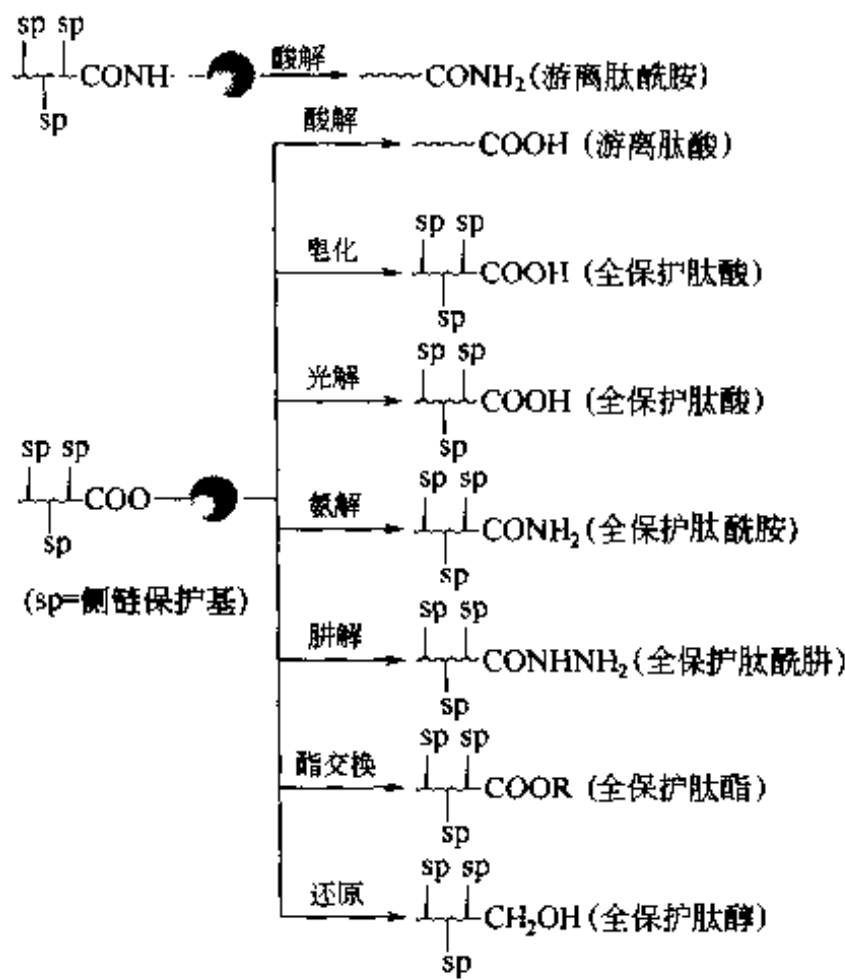 sp sp
CONH
sp
酸解
CONH₂(游离肽酰胺)
酸解
COOH (游离肽酸)
皂化
sp sp
COOH (全保护肽酸)
sp
光解
sp sp
COOH (全保护肽酸)
sp
sp sp
COO
sp
(sp=侧链保护基)
氨解
sp sp
CONH₂(全保护肽酰胺)
sp
肼解
sp sp
CONHNH₂(全保护肽酰肼)
sp
酯交换
sp sp
COOR (全保护肽酯)
sp
还原
sp sp
CH₂OH(全保护肽醇)
sp